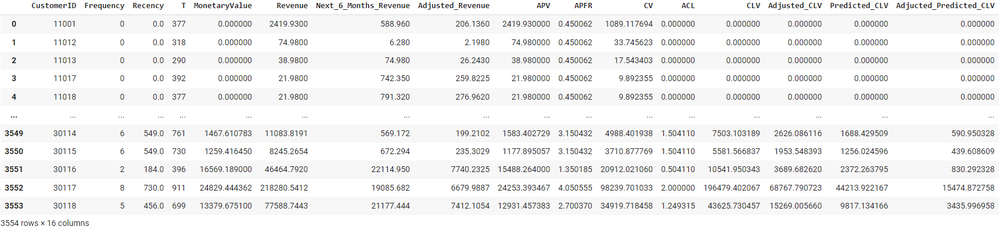 CustomerID Frequency Recency T MonetaryValue Revenue Next_6_Months_Revenue Adjusted_Revenue APV APFR CV ACL CLV Adjusted_CLV Predicted_CLV Adjucted_Predicted_CLV
0 11001 0 0.0 377 0.000000 2419.9300 588.960 206.1360 2419.930000 0.450062 1089.117694 0.000000 0.000000 0.000000 0.000000 0.000000
1 11012 0 0.0 318 0.000000 74.9800 6.280 2.1980 74.980000 0.450062 33.745623 0.000000 0.000000 0.000000 0.000000 0.000000
2 11013 0 0.0 290 0.000000 38.9800 74.980 26.2430 38.980000 0.450062 17.543403 0.000000 0.000000 0.000000 0.000000 0.000000
3 11017 0 0.0 392 0.000000 21.9800 742.350 259.8225 21.980000 0.450062 9.892355 0.000000 0.000000 0.000000 0.000000 0.000000
4 11018 0 0.0 377 0.000000 21.9800 791.320 276.9620 21.980000 0.450062 9.892355 0.000000 0.000000 0.000000 0.000000 0.000000
... ... ... ... ... ... ... ... ... ... ... ... ... ... ... ... ...
3549 30114 6 549.0 761 1467.610783 11083.8191 569.172 199.2102 1583.402729 3.150432 4988.401938 1.504110 7503.103189 2626.086116 1688.429509 590.950328
3550 30115 6 549.0 730 1259.416450 8245.2654 672.294 235.3029 1177.895057 3.150432 3710.877769 1.504110 5581.566837 1953.548393 1256.024596 439.608609
3551 30116 2 184.0 396 16569.189000 46464.7920 22114.950 7740.2325 15488.264000 1.350185 20912.021060 0.504110 10541.950343 3689.682620 2372.263795 830.292328
3552 30117 8 730.0 911 24829.444362 218280.5412 19085.682 6679.9887 24253.393467 4.050555 98239.701033 2.000000 196479.402067 68767.790723 44213.922167 15474.872758
3553 30118 5 456.0 699 13379.675100 77588.7443 21177.444 7412.1054 12931.457383 2.700370 34919.718458 1.249315 43625.730457 15269.005660 9817.134166 3435.996958
3554 rows × 16 columns